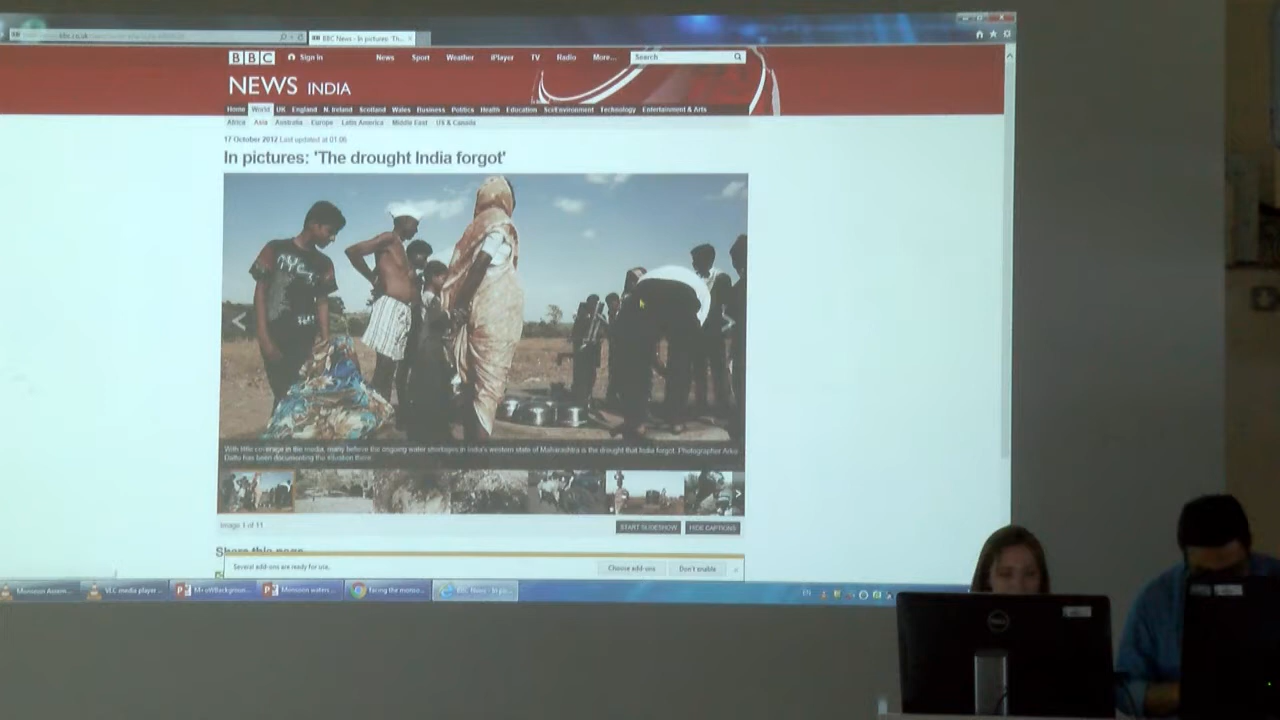 BBC News - In pictures: 'Th...
BBC Sign in News Sport Weather iPlayer TV Radio More... Search
NEWS INDIA
Home World UK England N. Ireland Scotland Wales Business Politics Health Education Sci/Environment Technology Entertainment & Arts
Africa Asia Australia Europe Latin America Middle East US & Canada
17 October 2012 Last updated at 01:06
In pictures: 'The drought India forgot'
NYC
With little coverage in the media, many believe the ongoing water shortages in India's western state of Maharashtra is the drought that India forgot. Photographer Arko
Datto has been documenting the situation there.
Image 1 of 11
START SLIDESHOW HIDE CAPTIONS
Share this page
Several add-ons are ready for use. Choose add-ons Don't enable
Monsoon Assem... VLC media player ... Monsoon waters... facing the monso... BBC News - In pi...
EN
DELL